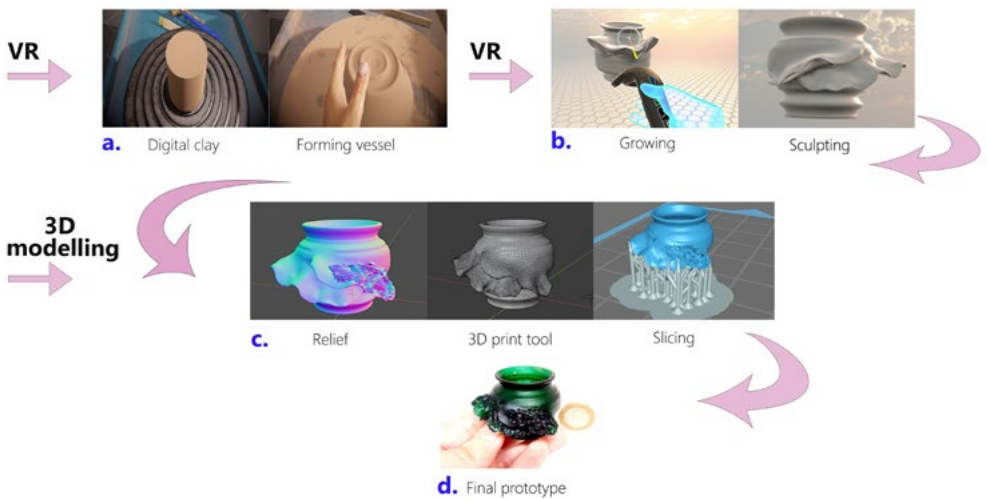 VR
VR
a. Digital clay Forming vessel
b. Growing Sculpting
3D
modelling
c. Relief 3D print tool Slicing
d. Final prototype